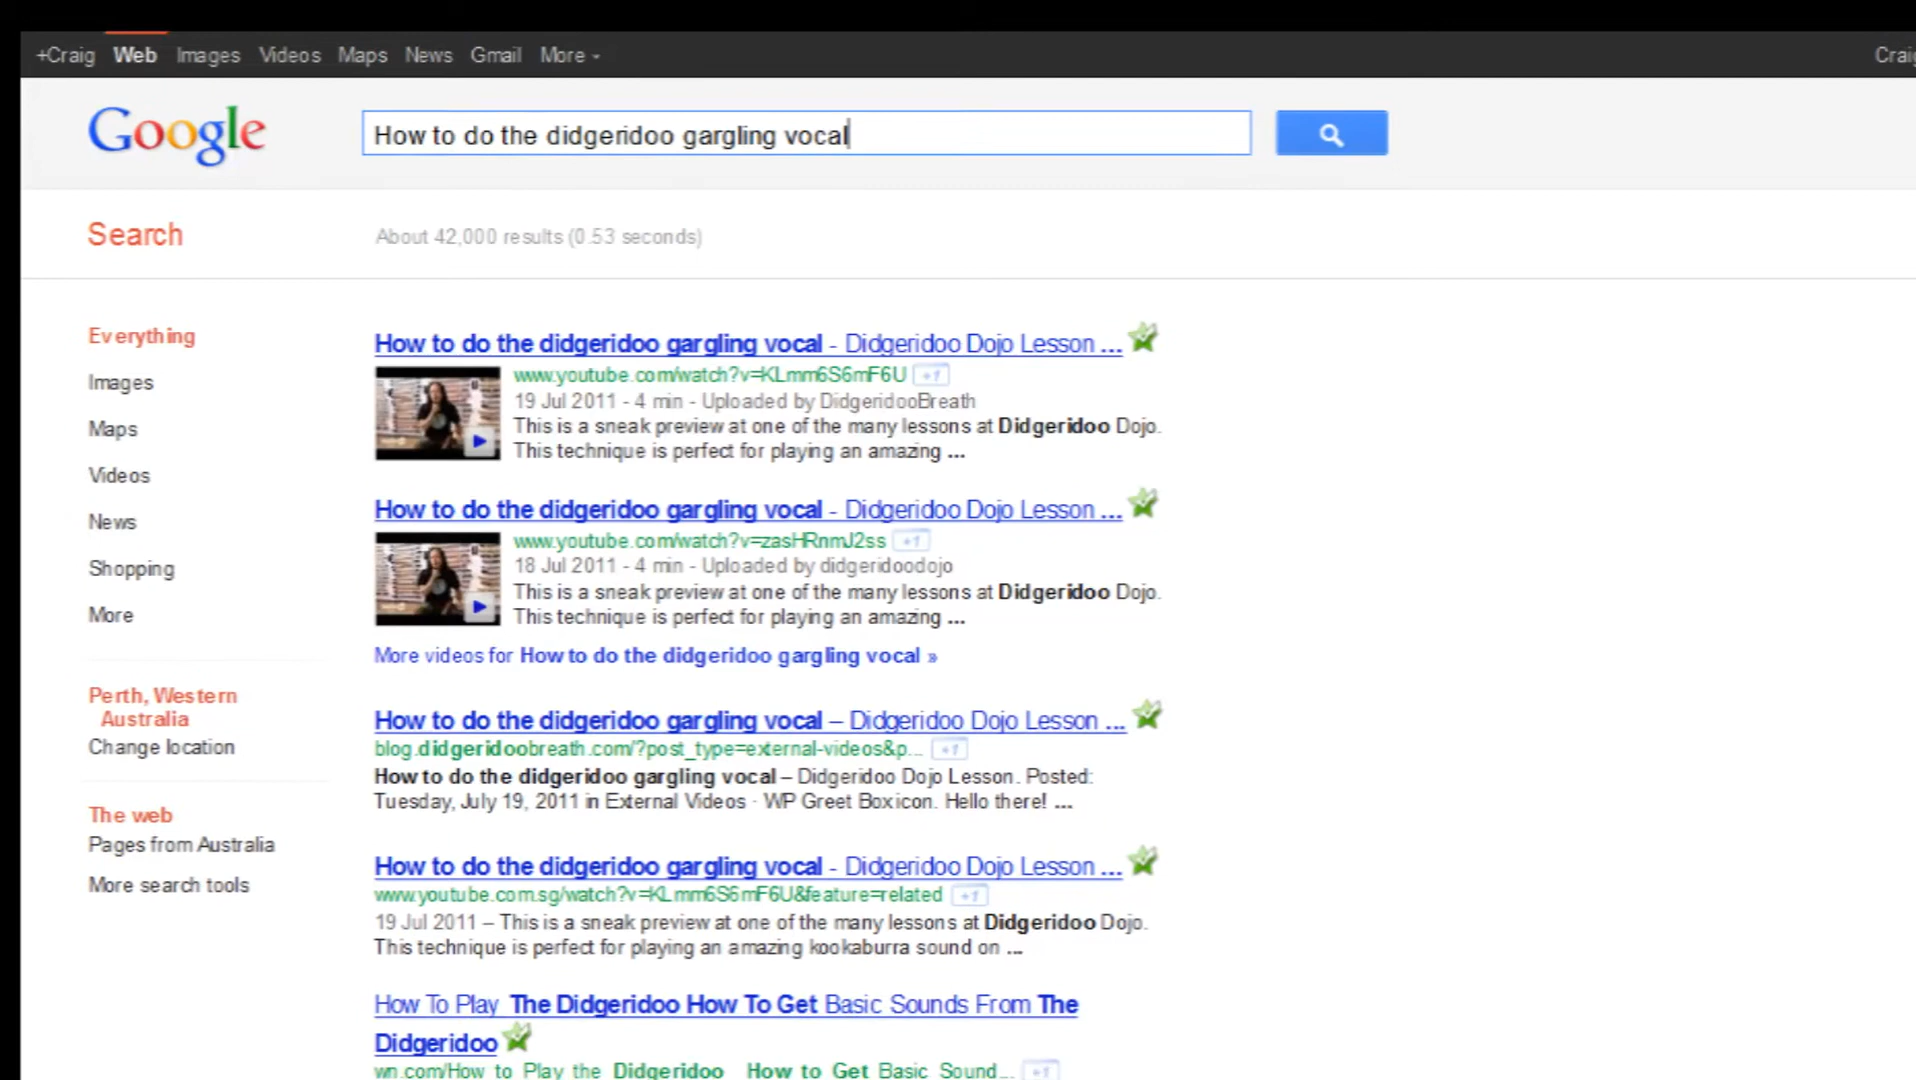 +Craig Web Images Videos Maps News Gmail More
Google
How to do the didgeridoo gargling vocal
Search
About 42,000 results (0.53 seconds)
Everything
Images
Maps
Videos
News
Shopping
More
Perth, Western
Australia
Change location
The web
Pages from Australia
More search tools
How to do the didgeridoo gargling vocal - Didgeridoo Dojo Lesson ...
www.youtube.com/watch?v=KLmm6S6mF6U +1
19 Jul 2011 - 4 min - Uploaded by DidgeridooBreath
This is a sneak preview at one of the many lessons at Didgeridoo Dojo.
This technique is perfect for playing an amazing ...
How to do the didgeridoo gargling vocal - Didgeridoo Dojo Lesson ...
www.youtube.com/watch?v=zasHRnmJ2ss +1
18 Jul 2011 - 4 min - Uploaded by didgeridoodojo
This is a sneak preview at one of the many lessons at Didgeridoo Dojo.
This technique is perfect for playing an amazing ...
More videos for How to do the didgeridoo gargling vocal »
How to do the didgeridoo gargling vocal – Didgeridoo Dojo Lesson ...
blog.didgeridoobreath.com/?post_type=external-videos&p... +1
How to do the didgeridoo gargling vocal – Didgeridoo Dojo Lesson. Posted:
Tuesday, July 19, 2011 in External Videos · WP Greet Box icon. Hello there! ...
How to do the didgeridoo gargling vocal - Didgeridoo Dojo Lesson ...
www.youtube.com.sg/watch?v=KLmm6S6mF6U&feature=related +1
19 Jul 2011 – This is a sneak preview at one of the many lessons at Didgeridoo Dojo.
This technique is perfect for playing an amazing kookaburra sound on ...
How To Play The Didgeridoo How To Get Basic Sounds From The
Didgeridoo
wn.com/How to Play the Didgeridoo How to Get Basic Sound... +1